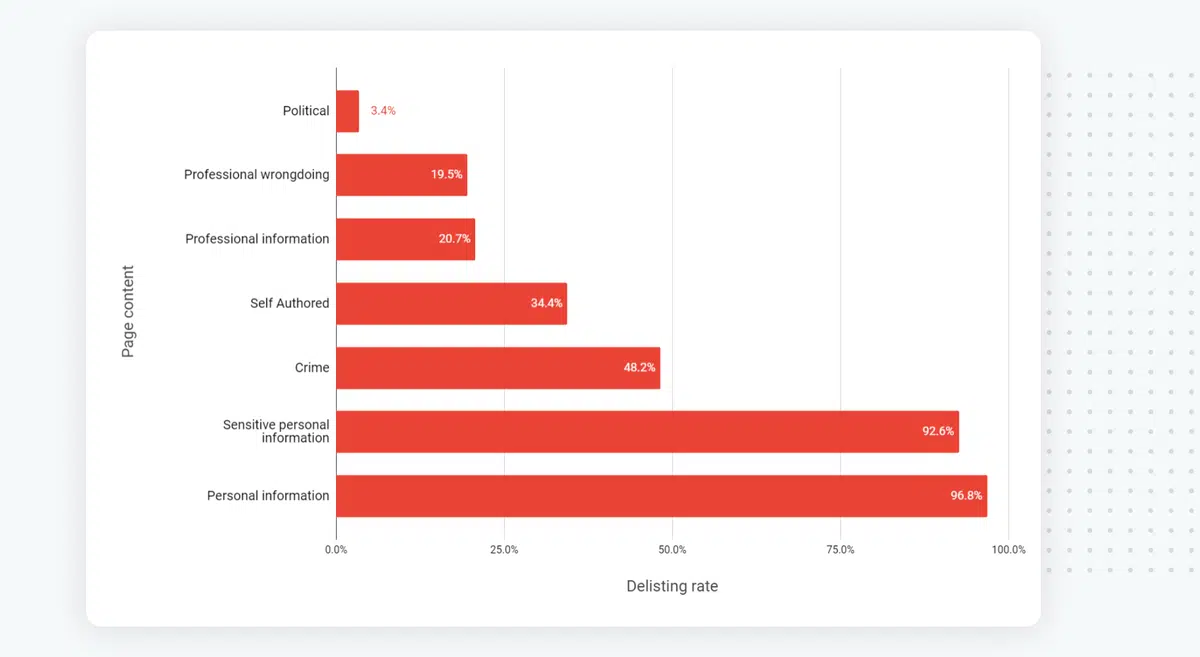 Political
3.4%
Professional wrongdoing
19.5%
Professional information
20.7%
Self Authored
34.4%
Crime
48.2%
Sensitive personal
information
92.6%
Personal information
96.8%
Page content
0.0%
25.0%
50.0%
75.0%
100.0%
Delisting rate